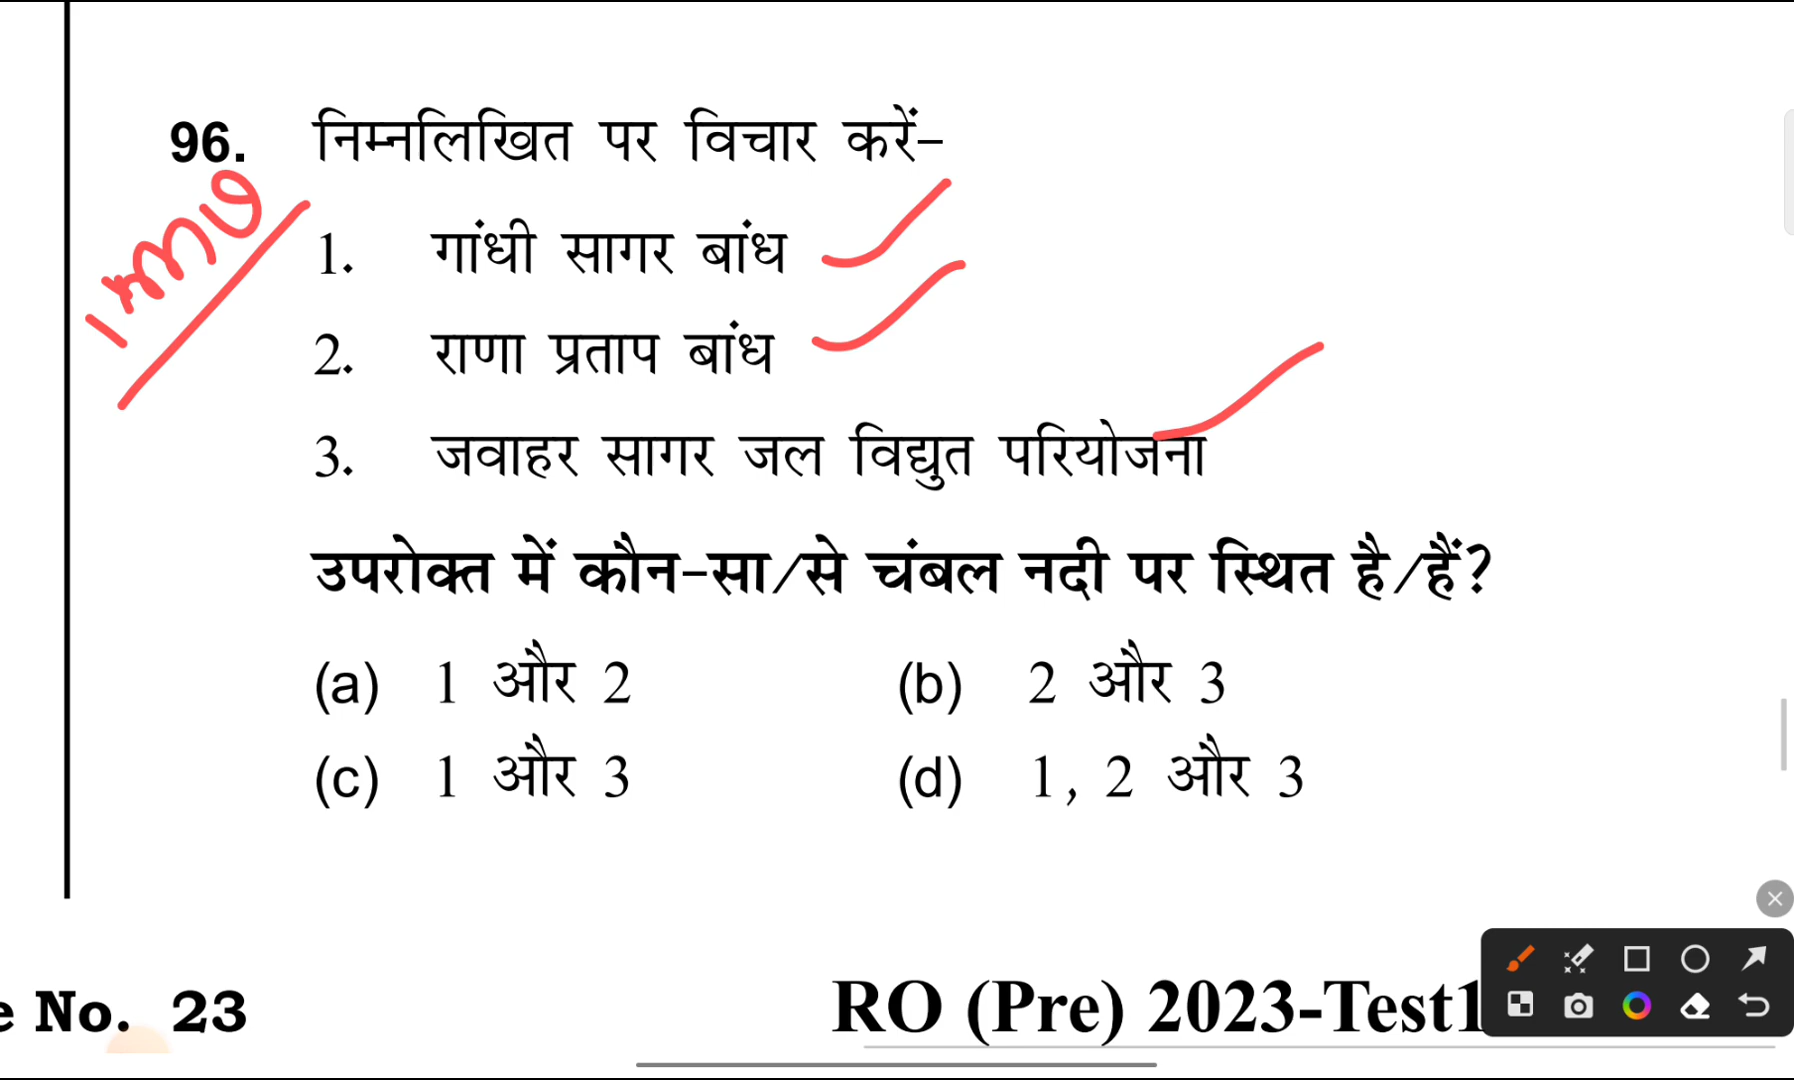 96. निम्नलिखित पर विचार करें–
1. गांधी सागर बांध
2. राणा प्रताप बांध
3. जवाहर सागर जल विद्युत परियोजना
उपरोक्त में कौन-सा/से चंबल नदी पर स्थित है/हैं?
(a) 1 और 2 (b) 2 और 3
(c) 1 और 3 (d) 1, 2 और 3
e No. 23 RO (Pre) 2023-Test1